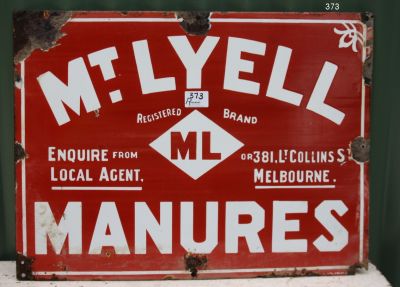 373
MT. LYELL
373
REGISTERED BRAND
ML
ENQUIRE FROM
LOCAL AGENT.
OR 381, LT COLLINS ST
MELBOURNE.
MANURES